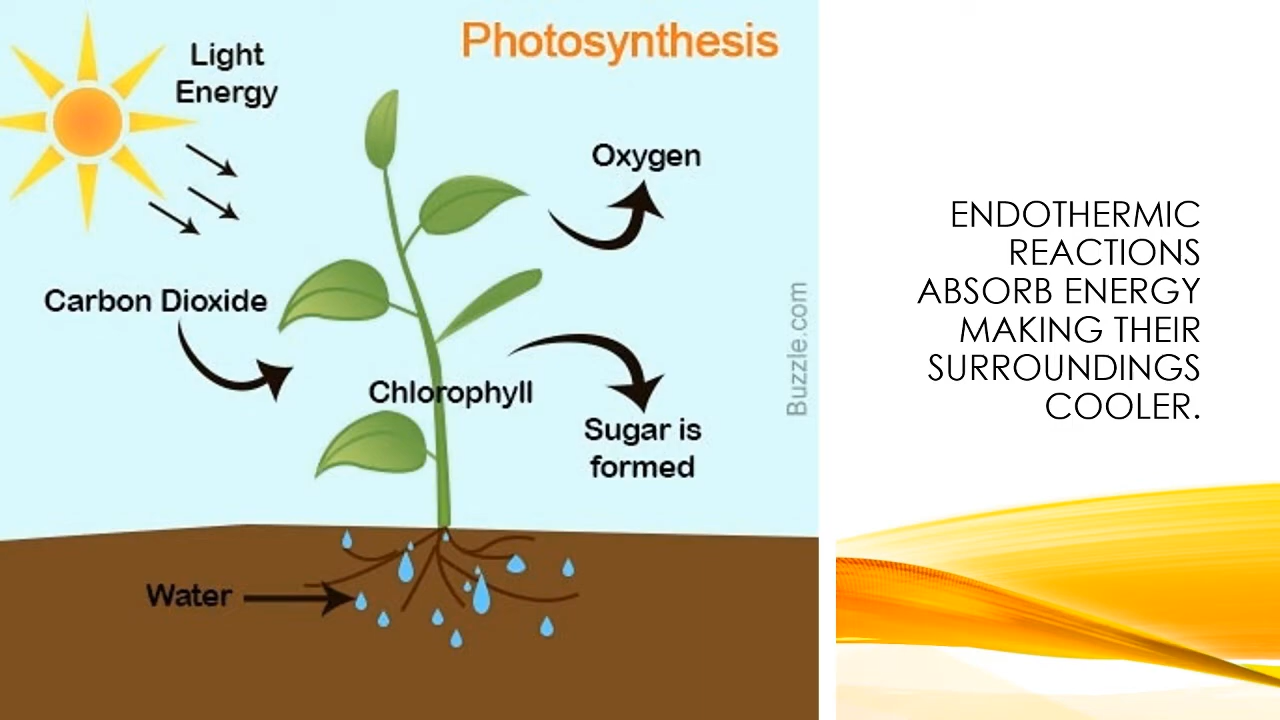 Photosynthesis
Light
Energy
Oxygen
Carbon Dioxide
Chlorophyll
Sugar is
formed
Water
Buzzle.com
ENDOTHERMIC
REACTIONS
ABSORB ENERGY
MAKING THEIR
SURROUNDINGS
COOLER.